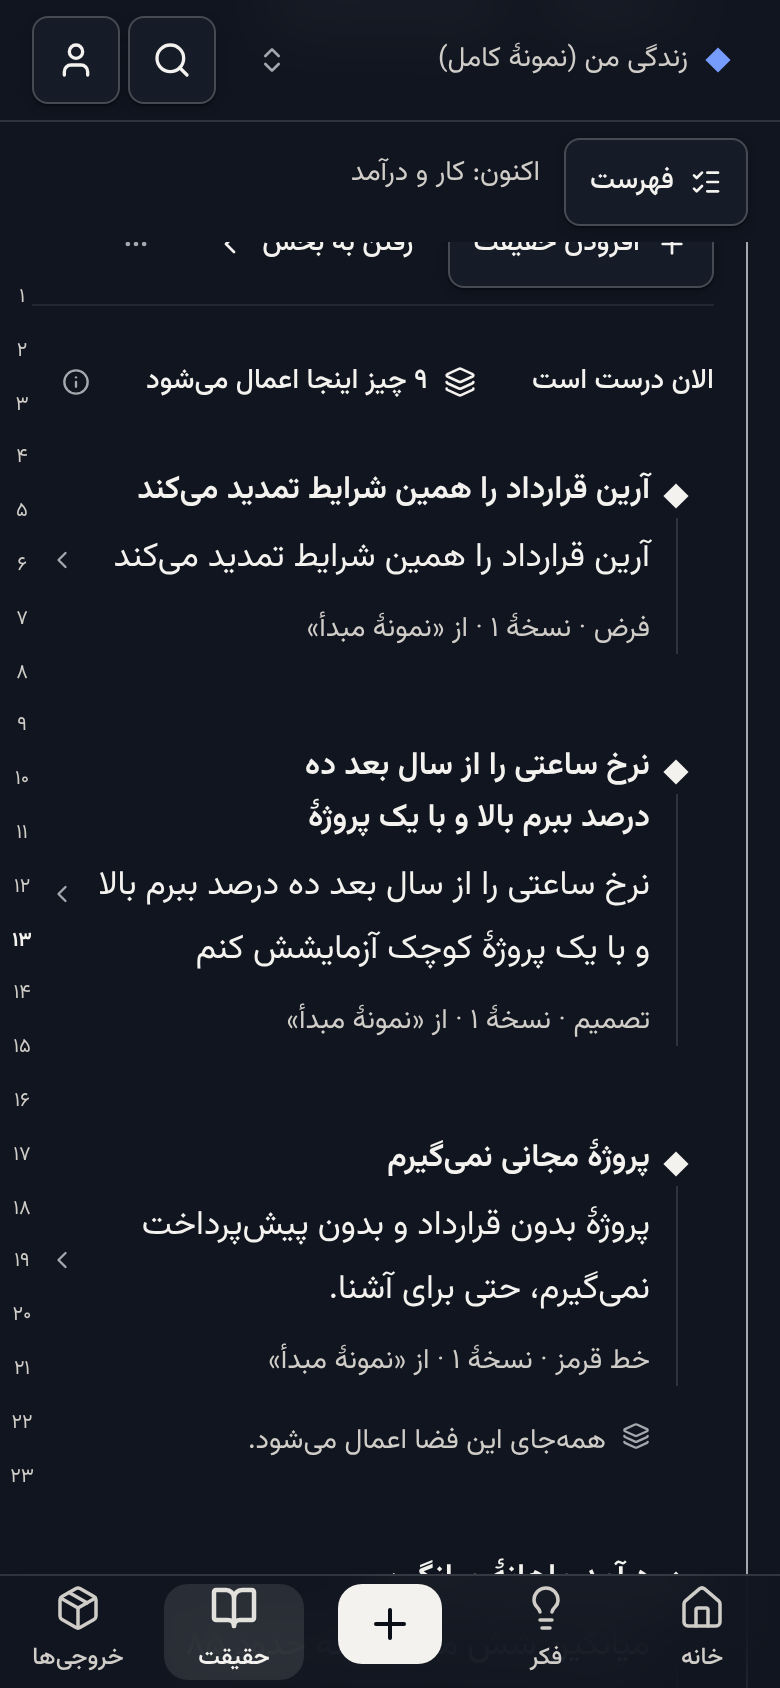 زندگی من (نمونهٔ کامل)
فهرست
اکنون: کار و درآمد
افزودن حقیقت
رفتن به بخش
الان درست است
۹ چیز اینجا اعمال می‌شود
آرین قرارداد را همین شرایط تمدید می‌کند
آرین قرارداد را همین شرایط تمدید می‌کند
فرض · نسخهٔ ۱ · از «نمونهٔ مبدأ»
نرخ ساعتی را از سال بعد ده
درصد ببرم بالا و با یک پروژهٔ
نرخ ساعتی را از سال بعد ده درصد ببرم بالا
و با یک پروژهٔ کوچک آزمایشش کنم
تصمیم · نسخهٔ ۱ · از «نمونهٔ مبدأ»
پروژهٔ مجانی نمی‌گیرم
پروژهٔ بدون قرارداد و بدون پیش‌پرداخت
نمی‌گیرم، حتی برای آشنا.
خط قرمز · نسخهٔ ۱ · از «نمونهٔ مبدأ»
همه‌جای این فضا اعمال می‌شود.
۱
۲
۳
۴
۵
۶
۷
۸
۹
۱۰
۱۱
۱۲
۱۳
۱۴
۱۵
۱۶
۱۷
۱۸
۱۹
۲۰
۲۱
۲۲
۲۳
خانه
فکر
حقیقت
خروجی‌ها